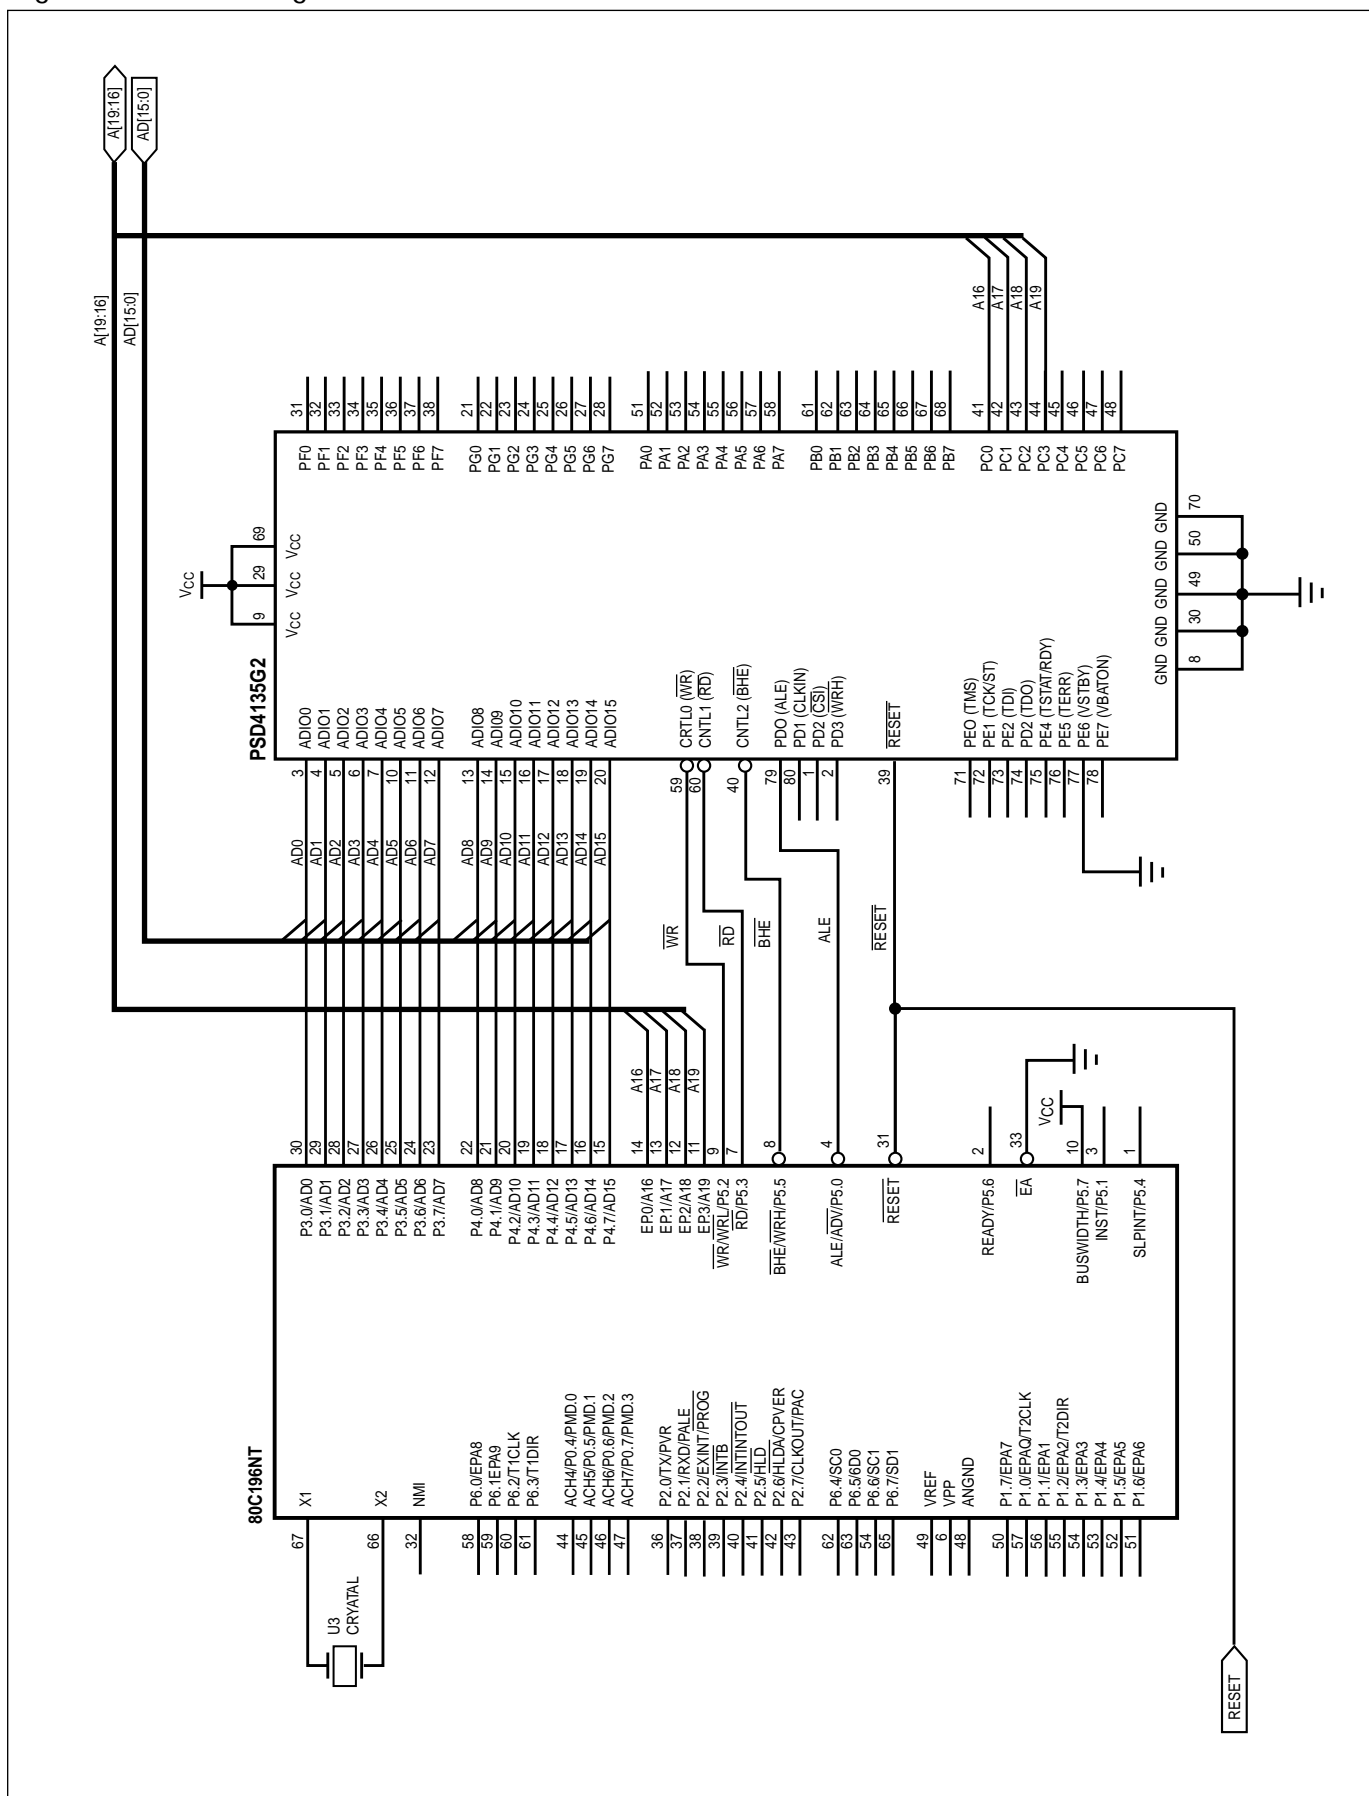 80C196NT
X1
67
X2
66
U3
CRYATAL
NMI
32
P6.0/EPA8
58
P6.1EPA9
59
P6.2/T1CLK
60
P6.3/T1DIR
61
ACH4/P0.4/PMD.0
44
ACH5/P0.5/PMD.1
45
ACH6/P0.6/PMD.2
46
ACH7/P0.7/PMD.3
47
P2.0/TX/PVR
36
P2.1/RXD/PALE
37
P2.2/EXINT/PROG
38
P2.3/INTB
39
P2.4/INTINTOUT
40
P2.5/HLD
41
P2.6/HLDA/CPVER
42
P2.7/CLKOUT/PAC
43
P6.4/SC0
62
P6.5/6D0
63
P6.6/SC1
54
P6.7/SD1
65
VREF
49
VPP
6
ANGND
48
P1.7/EPA7
50
P1.0/EPAQ/T2CLK
57
P1.1/EPA1
56
P1.2/EPA2/T2DIR
55
P1.3/EPA3
54
P1.4/EPA4
53
P1.5/EPA5
52
P1.6/EPA6
51
P3.0/AD0
30
P3.1/AD1
29
P3.2/AD2
28
P3.3/AD3
27
P3.4/AD4
26
P3.5/AD5
25
P3.6/AD6
24
P3.7/AD7
23
P4.0/AD8
22
P4.1/AD9
21
P4.2/AD10
20
P4.3/AD11
19
P4.4/AD12
18
P4.5/AD13
17
P4.6/AD14
16
P4.7/AD15
15
EP.0/A16
14
A16
EP.1/A17
13
A17
EP.2/A18
12
A18
EP.3/A19
11
A19
WR/WRL/P5.2
9
RD/P5.3
7
BHE/WRH/P5.5
8
ALE/ADV/P5.0
4
RESET
31
READY/P5.6
2
EA
33
BUSWIDTH/P5.7
10
VCC
INST/P5.1
3
SLPINT/P5.4
1
WR
RD
BHE
ALE
RESET
RESET
PSD4135G2
AD0
3
ADIO0
AD1
4
ADIO1
AD2
5
ADIO2
AD3
6
ADIO3
AD4
7
ADIO4
AD5
10
ADIO5
AD6
11
ADIO6
AD7
12
ADIO7
AD8
13
ADIO8
AD9
14
ADIO9
AD10
15
ADIO10
AD11
16
ADIO11
AD12
17
ADIO12
AD13
18
ADIO13
AD14
19
ADIO14
AD15
20
ADIO15
59
CRTL0 (WR)
60
CNTL1 (RD)
40
CNTL2 (BHE)
79
PDO (ALE)
80
PD1 (CLKIN)
1
PD2 (CSI)
2
PD3 (WRH)
39
RESET
71
PEO (TMS)
72
PE1 (TCK/ST)
73
PE2 (TDI)
74
PD2 (TDO)
75
PE4 (TSTAT/RDY)
76
PE5 (TERR)
77
PE6 (VSTBY)
78
PE7 (VBATON)
VCC
9
VCC
29
VCC
69
VCC
8
GND
30
GND
49
GND
50
GND
70
GND
PF0
31
PF1
32
PF2
33
PF3
34
PF4
35
PF5
36
PF6
37
PF7
38
PG0
21
PG1
22
PG2
23
PG3
24
PG4
25
PG5
26
PG6
27
PG7
28
PA0
51
PA1
52
PA2
53
PA3
54
PA4
55
PA5
56
PA6
57
PA7
58
PB0
61
PB1
62
PB2
63
PB3
64
PB4
65
PB5
66
PB6
67
PB7
68
PC0
41
A16
PC1
42
A17
PC2
43
A18
PC3
44
A19
PC4
45
PC5
46
PC6
47
PC7
48
A[19:16]
AD[15:0]
A[19:16]
AD[15:0]